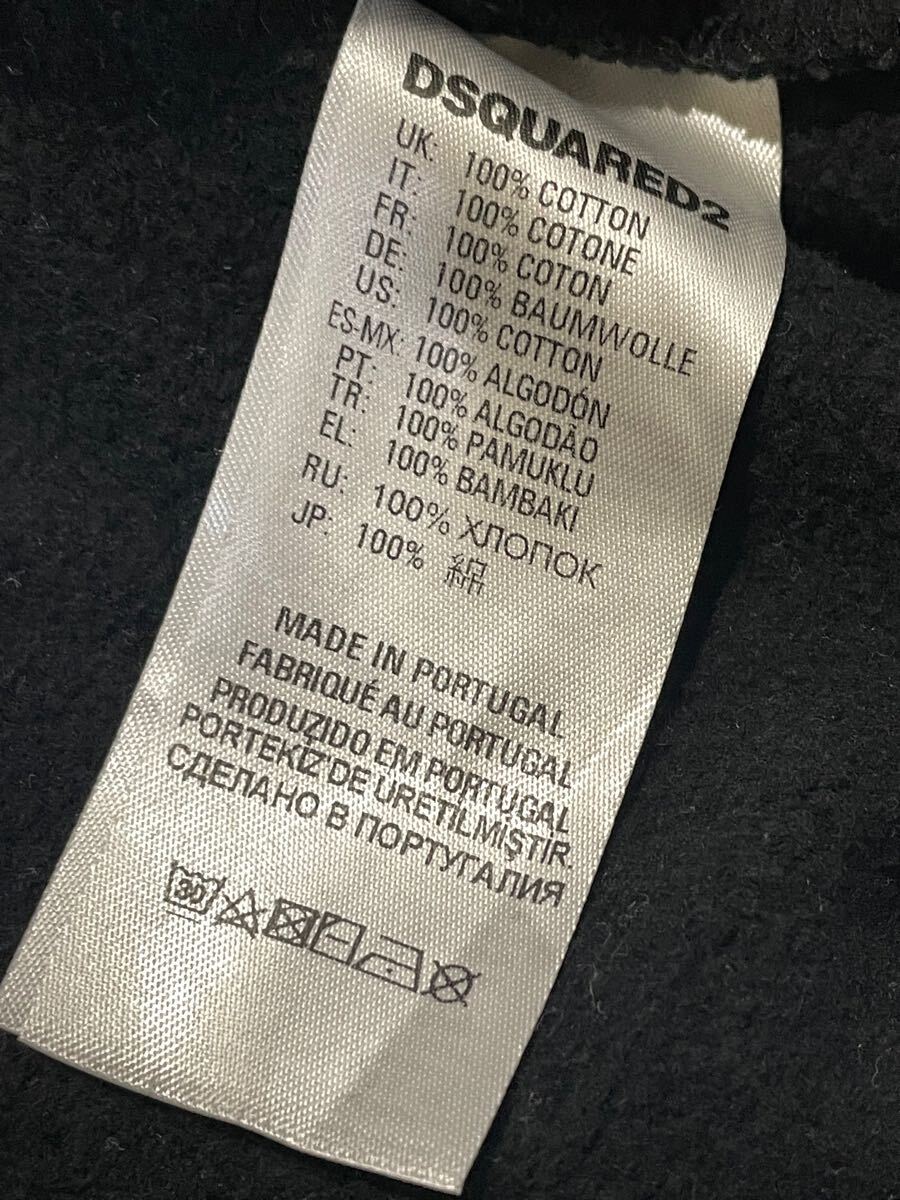 DSQUARED2
UK: 100% COTTON
IT: 100% COTONE
FR: 100% COTON
DE: 100% BAUMWOLLE
US: 100% COTTON
ES-MX: 100% ALGODÓN
PT: 100% ALGODÃO
TR: 100% PAMUKLU
EL: 100% BAMBAKI
RU: 100% ХЛОПОК
JP: 100% 綿
MADE IN PORTUGAL
FABRIQUÉ AU PORTUGAL
PRODUZIDO EM PORTUGAL
PORTEKİZ'DE URETILMIŞTIR.
СДЕЛАНО В ПОРТУГАЛИЯ
30